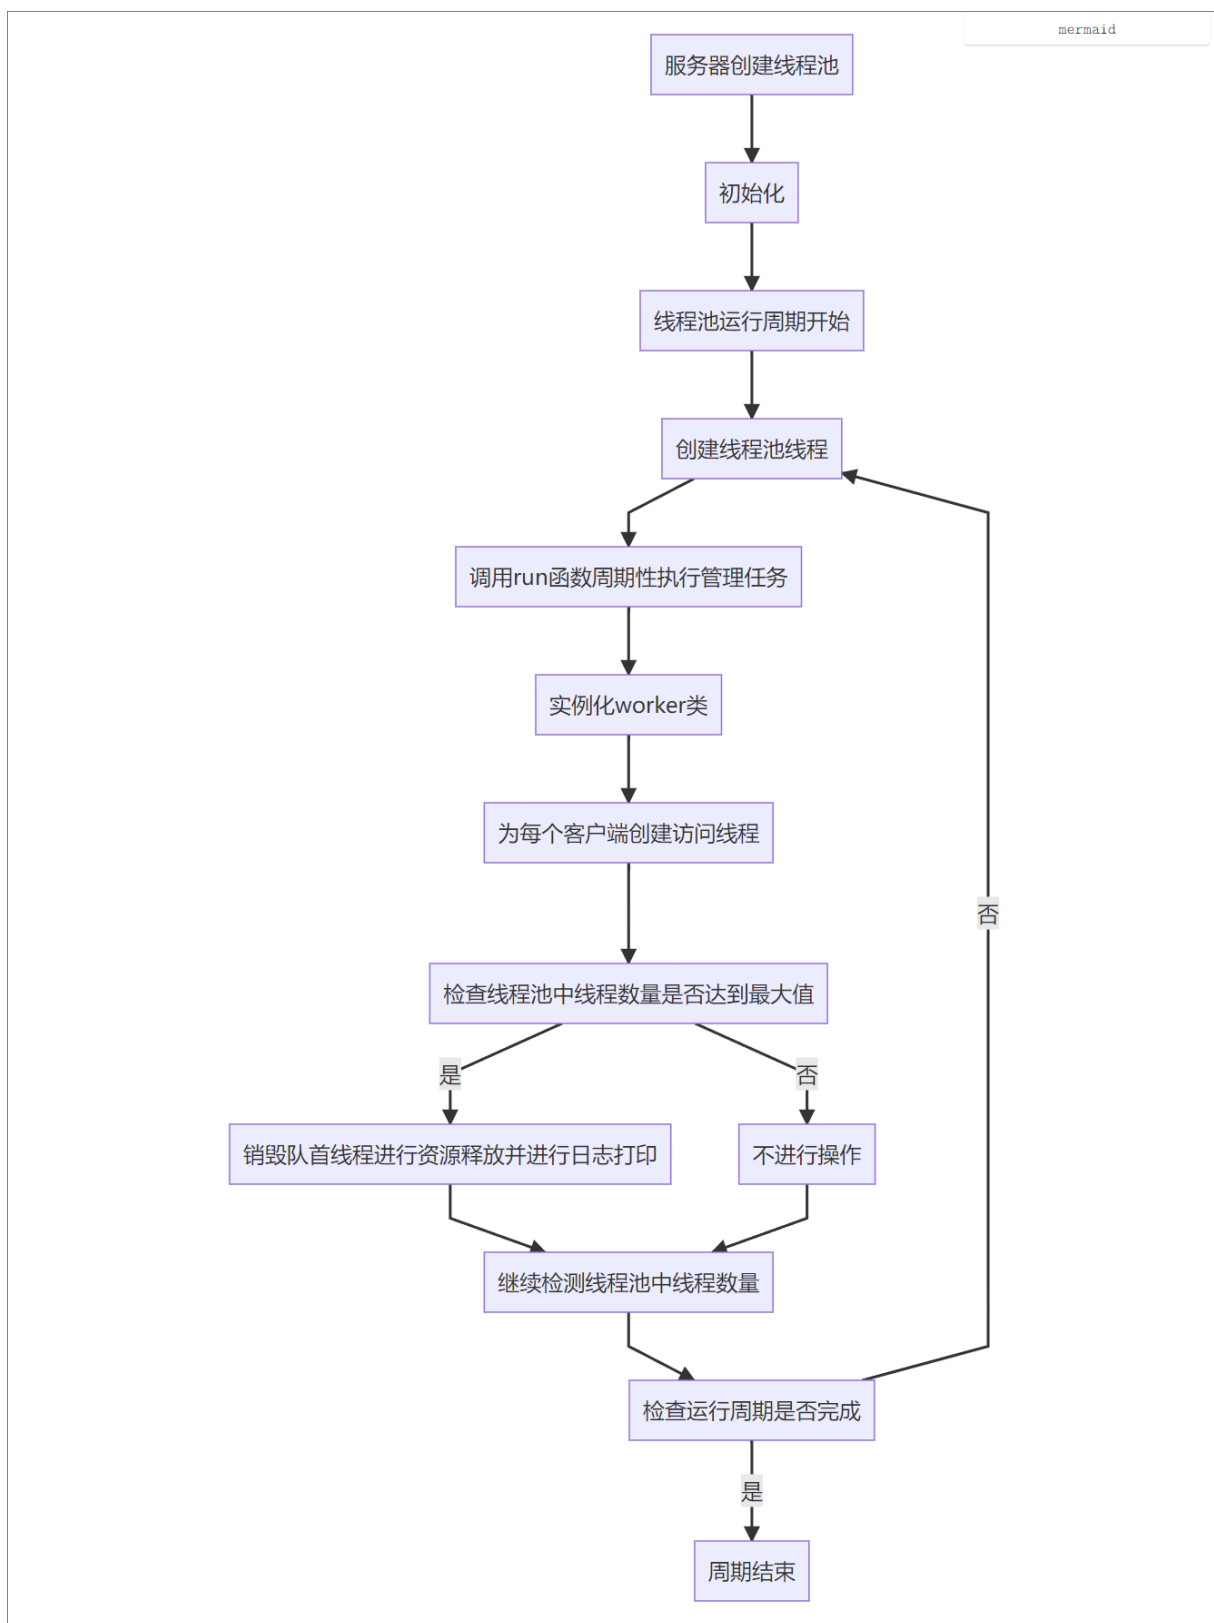 mermaid
服务器创建线程池
初始化
线程池运行周期开始
创建线程池线程
调用run函数周期性执行管理任务
实例化worker类
为每个客户端创建访问线程
否
检查线程池中线程数量是否达到最大值
是
否
销毁队首线程进行资源释放并进行日志打印
不进行操作
继续检测线程池中线程数量
检查运行周期是否完成
是
周期结束